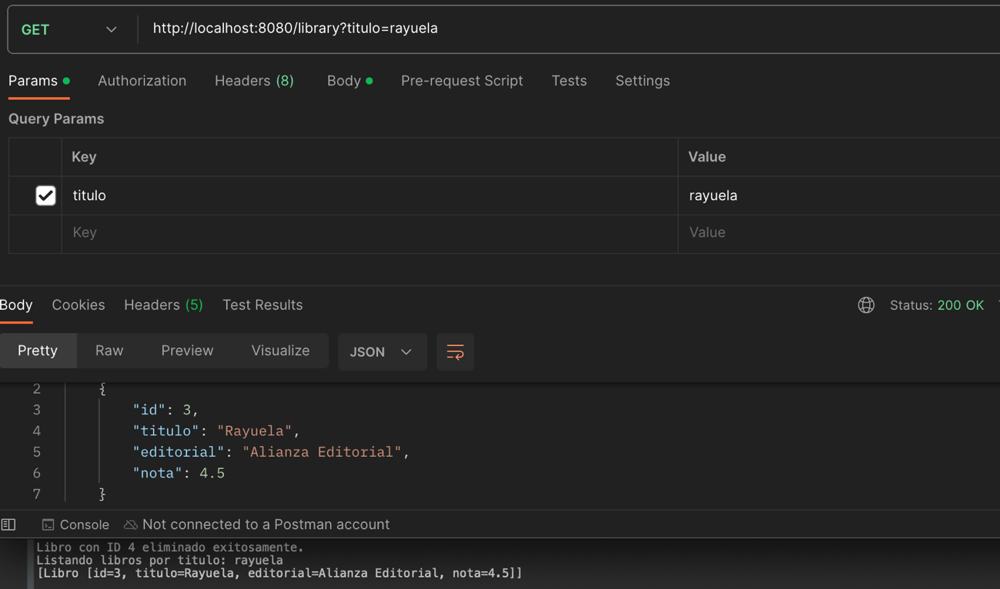 GET http://localhost:8080/library?titulo=rayuela
Params Authorization Headers (8) Body Pre-request Script Tests Settings
Query Params
Key Value
titulo rayuela
Key Value
Body Cookies Headers (5) Test Results Status: 200 OK
Pretty Raw Preview Visualize JSON
2 {
3 "id": 3,
4 "titulo": "Rayuela",
5 "editorial": "Alianza Editorial",
6 "nota": 4.5
7 }
Console Not connected to a Postman account
Libro con ID 4 eliminado exitosamente.
Listando libros por titulo: rayuela
[Libro [id=3, titulo=Rayuela, editorial=Alianza Editorial, nota=4.5]]